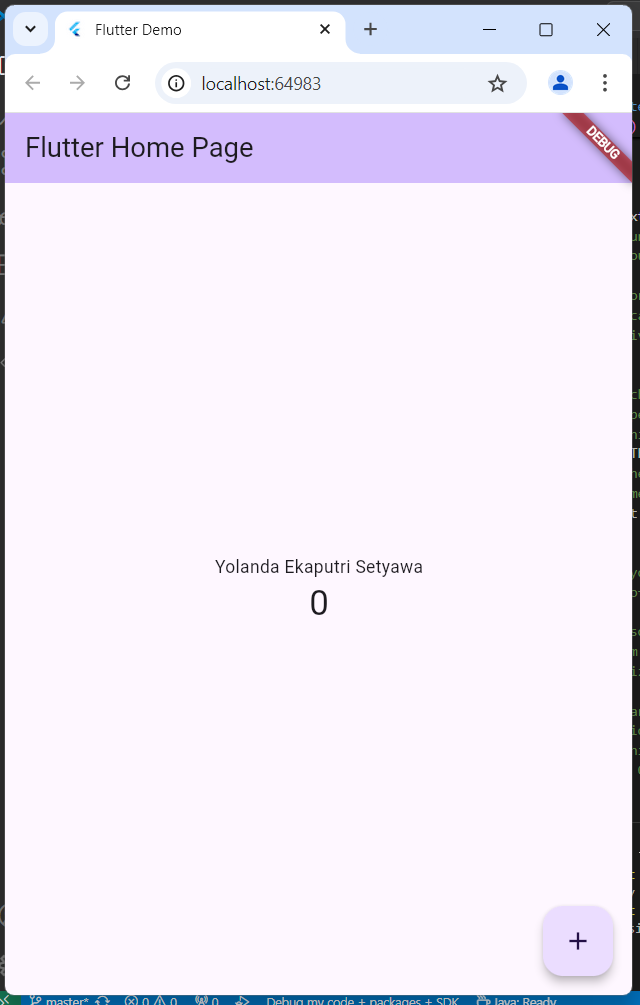 Flutter Demo
localhost:64983
Flutter Home Page
DEBUG
Yolanda Ekaputri Setyawa
0
+
master*
0
0
0
Debug my code + packages + SDK
Java: Ready